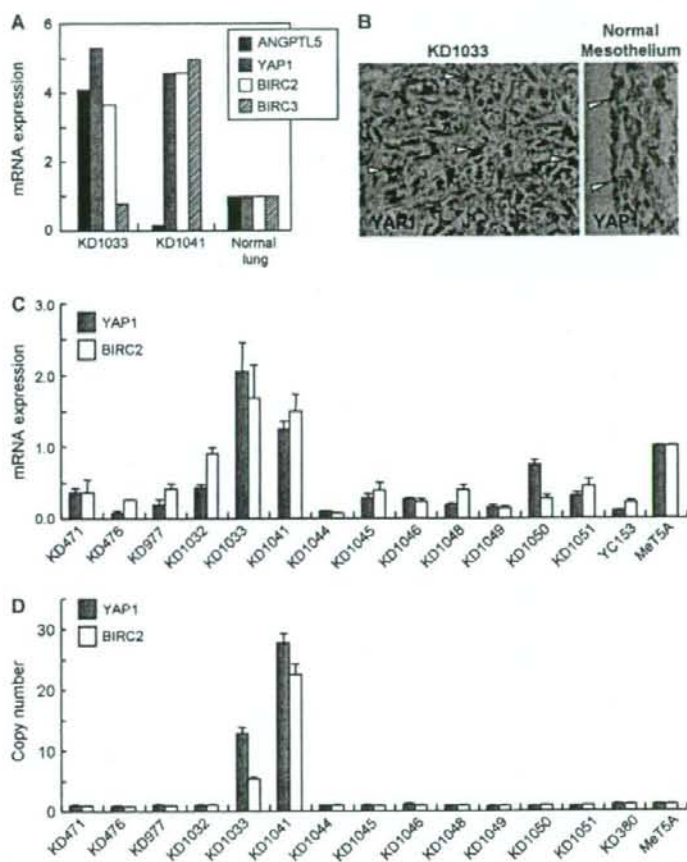 A
mRNA expression
6
4
2
0
ANGPTL5
YAP1
BIRC2
BIRC3
KD1033
KD1041
Normal
lung
B
KD1033
Normal
Mesothelium
YAP1
YAP1
C
mRNA expression
3.0
2.0
1.0
0.0
YAP1
BIRC2
KD471
KD476
KD977
KD1032
KD1033
KD1041
KD1044
KD1045
KD1046
KD1048
KD1049
KD1050
KD1051
YC153
MeT5A
D
Copy number
30
20
10
0
YAP1
BIRC2
KD471
KD476
KD977
KD1032
KD1033
KD1041
KD1044
KD1045
KD1046
KD1048
KD1049
KD1050
KD1051
KD380
MeT5A